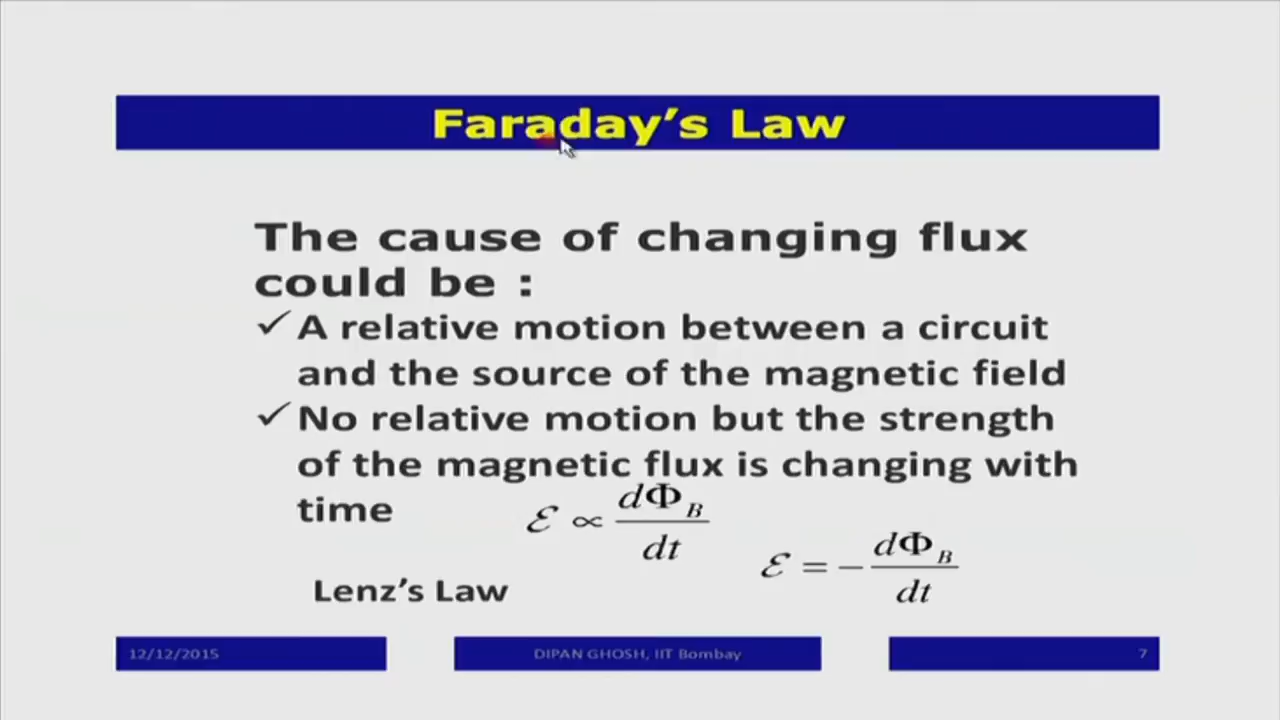 Faraday’s Law
The cause of changing flux
could be :
✓ A relative motion between a circuit
and the source of the magnetic field
✓ No relative motion but the strength
of the magnetic flux is changing with
time
ℰ ∝ dΦ_B/dt
ℰ = − dΦ_B/dt
Lenz’s Law
12/12/2015
DIPAN GHOSH, IIT Bombay
7